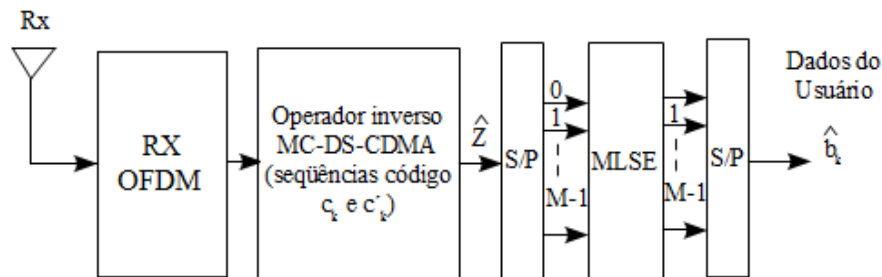 Rx
RX
OFDM
Operador inverso
MC-DS-CDMA
(seqüências código
c_k e c'_k)
Ẑ
S/P
0
1
M-1
MLSE
1
M-1
S/P
Dados do
Usuário
b̂_k